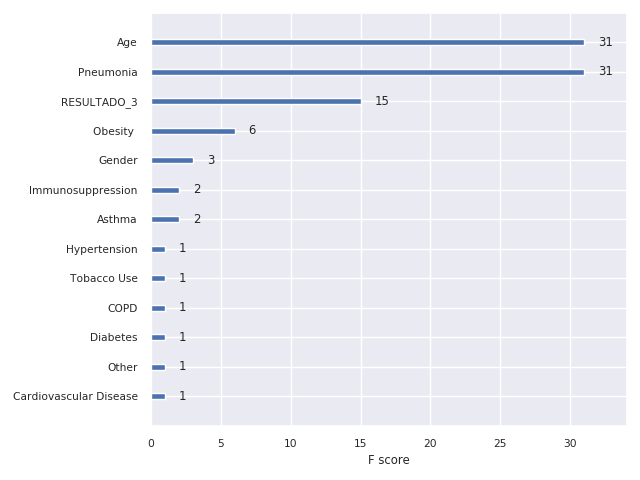 Age 31
Pneumonia 31
RESULTADO_3 15
Obesity 6
Gender 3
Immunosuppression 2
Asthma 2
Hypertension 1
Tobacco Use 1
COPD 1
Diabetes 1
Other 1
Cardiovascular Disease 1
0 5 10 15 20 25 30
F score